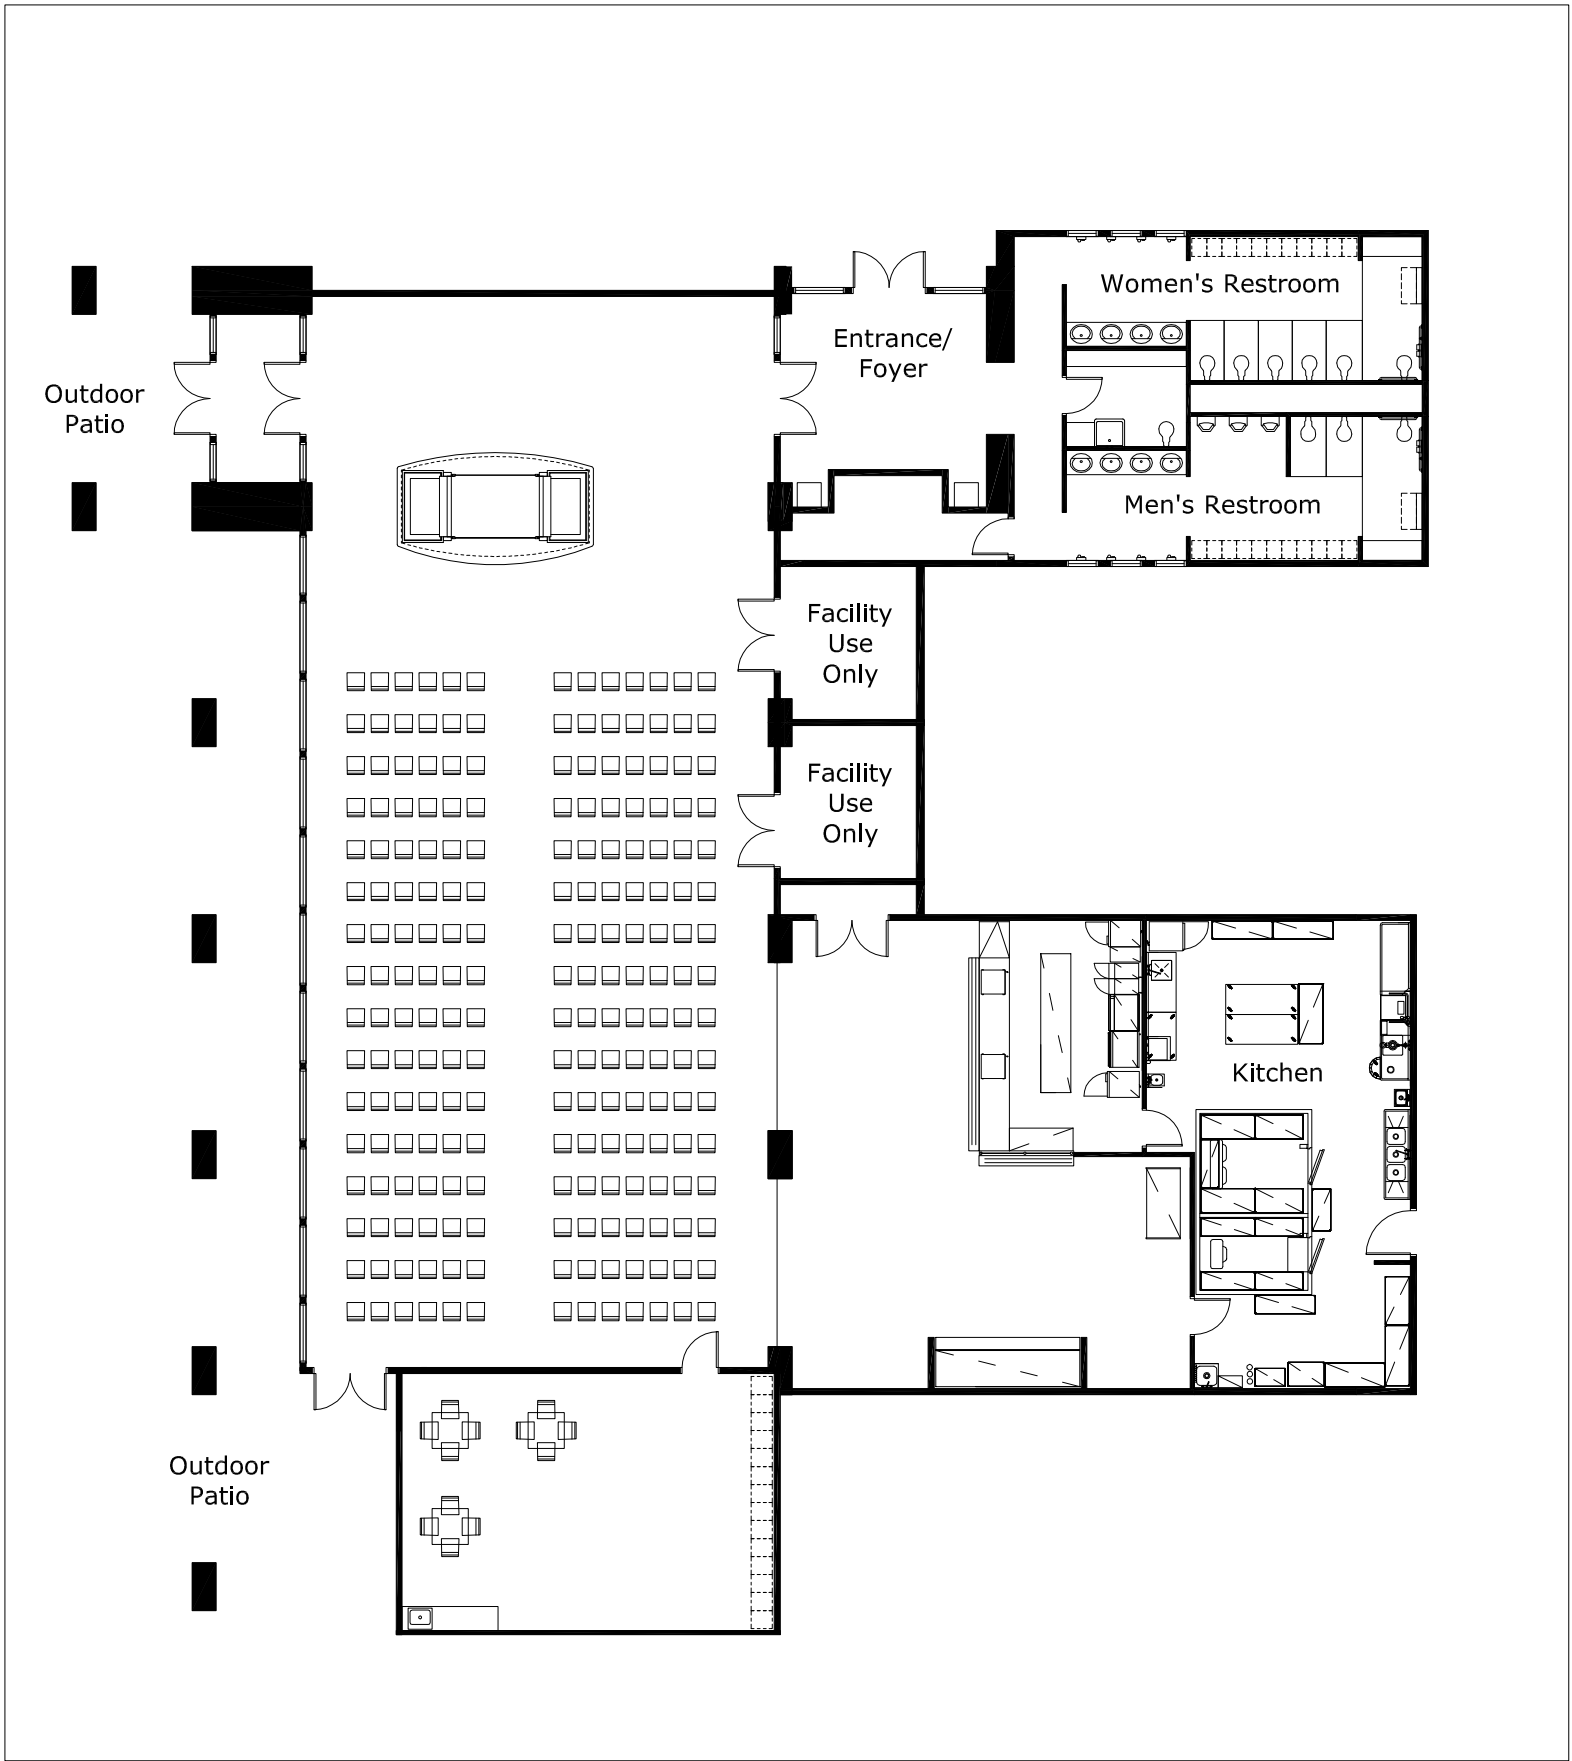 Women's Restroom
Entrance/
Foyer
Outdoor
Patio
Men's Restroom
Facility
Use
Only
Facility
Use
Only
Kitchen
Outdoor
Patio